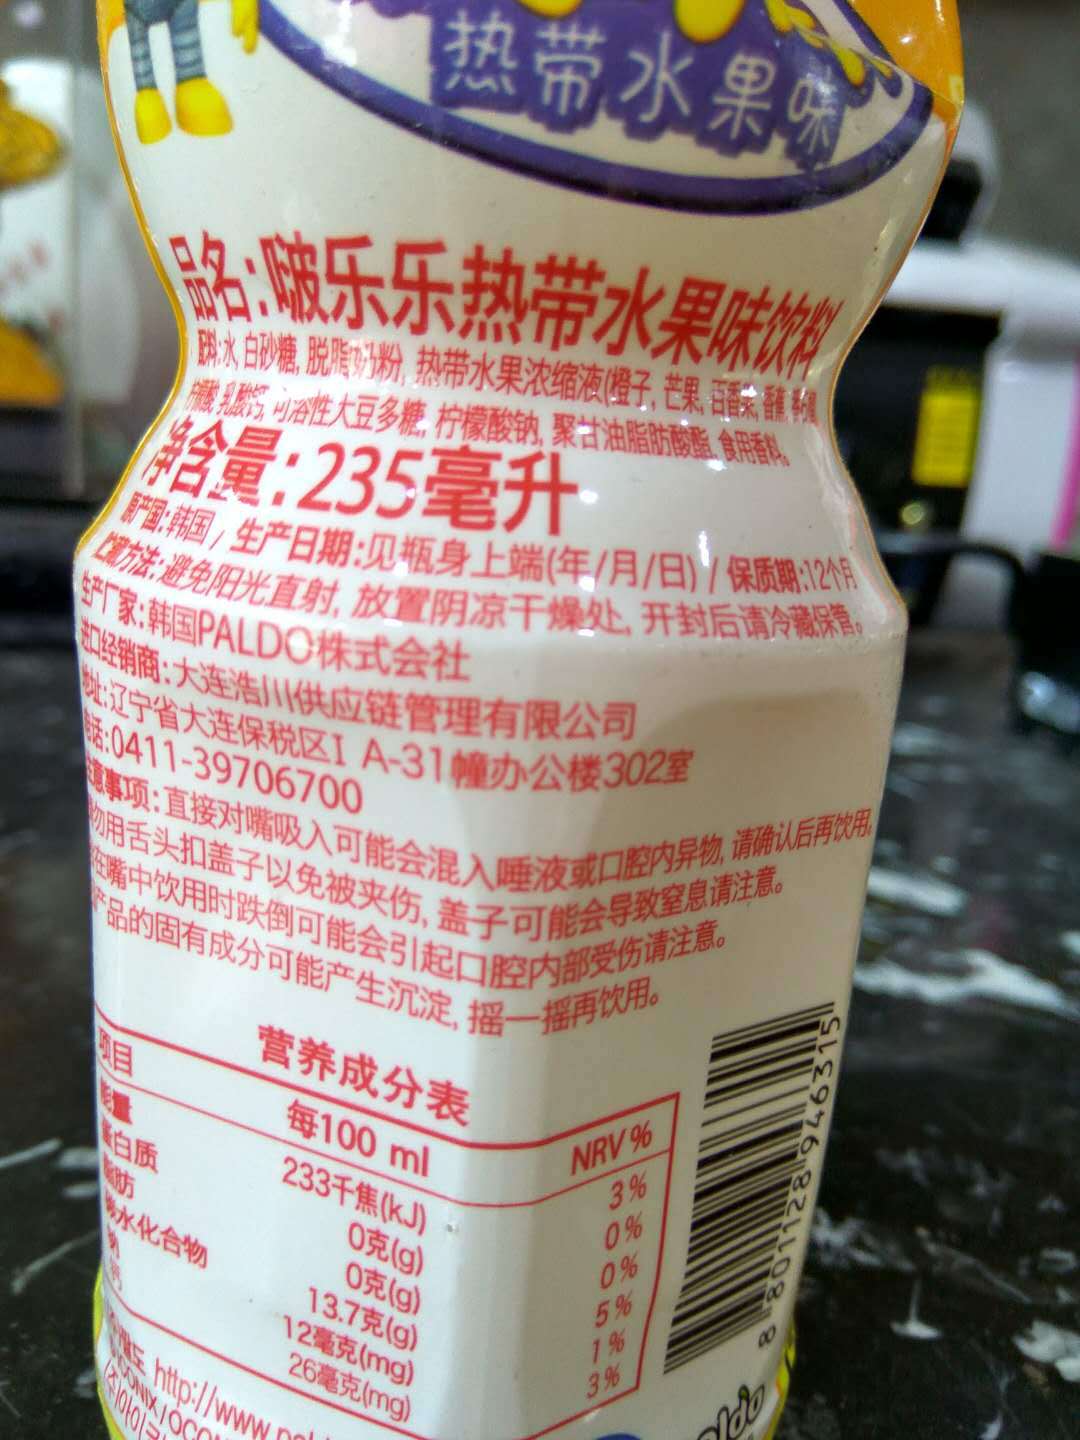 热带水果味
品名:啵乐乐热带水果味饮料
配料:水, 白砂糖, 脱脂奶粉, 热带水果浓缩液(橙子, 芒果, 百香果, 香蕉,
柠檬酸, 乳酸钙, 可溶性大豆多糖, 柠檬酸钠, 聚甘油脂肪酸酯, 食用香料,
净含量:235毫升
原产国:韩国 / 生产日期:见瓶身上端(年/月/日) / 保质期:12个月
贮藏方法:避免阳光直射, 放置阴凉干燥处, 开封后请冷藏保管。
生产厂家:韩国PALDO株式会社
进口经销商:大连浩川供应链管理有限公司
地址:辽宁省大连保税区I A-31幢办公楼302室
电话:0411-39706700
注意事项:直接对嘴吸入可能会混入唾液或口腔内异物, 请确认后再饮用。
勿用舌头扣盖子以免被夹伤, 盖子可能会导致窒息请注意。
在嘴中饮用时跌倒可能会引起口腔内部受伤请注意。
产品的固有成分可能产生沉淀, 摇一摇再饮用。
营养成分表
项目 每100 ml NRV%
能量 233千焦(kJ) 3%
蛋白质 0克(g) 0%
脂肪 0克(g) 0%
碳水化合物 13.7克(g) 5%
钠 12毫克(mg) 1%
钙 26毫克(mg) 3%
8 801128 946315
http://www.pal